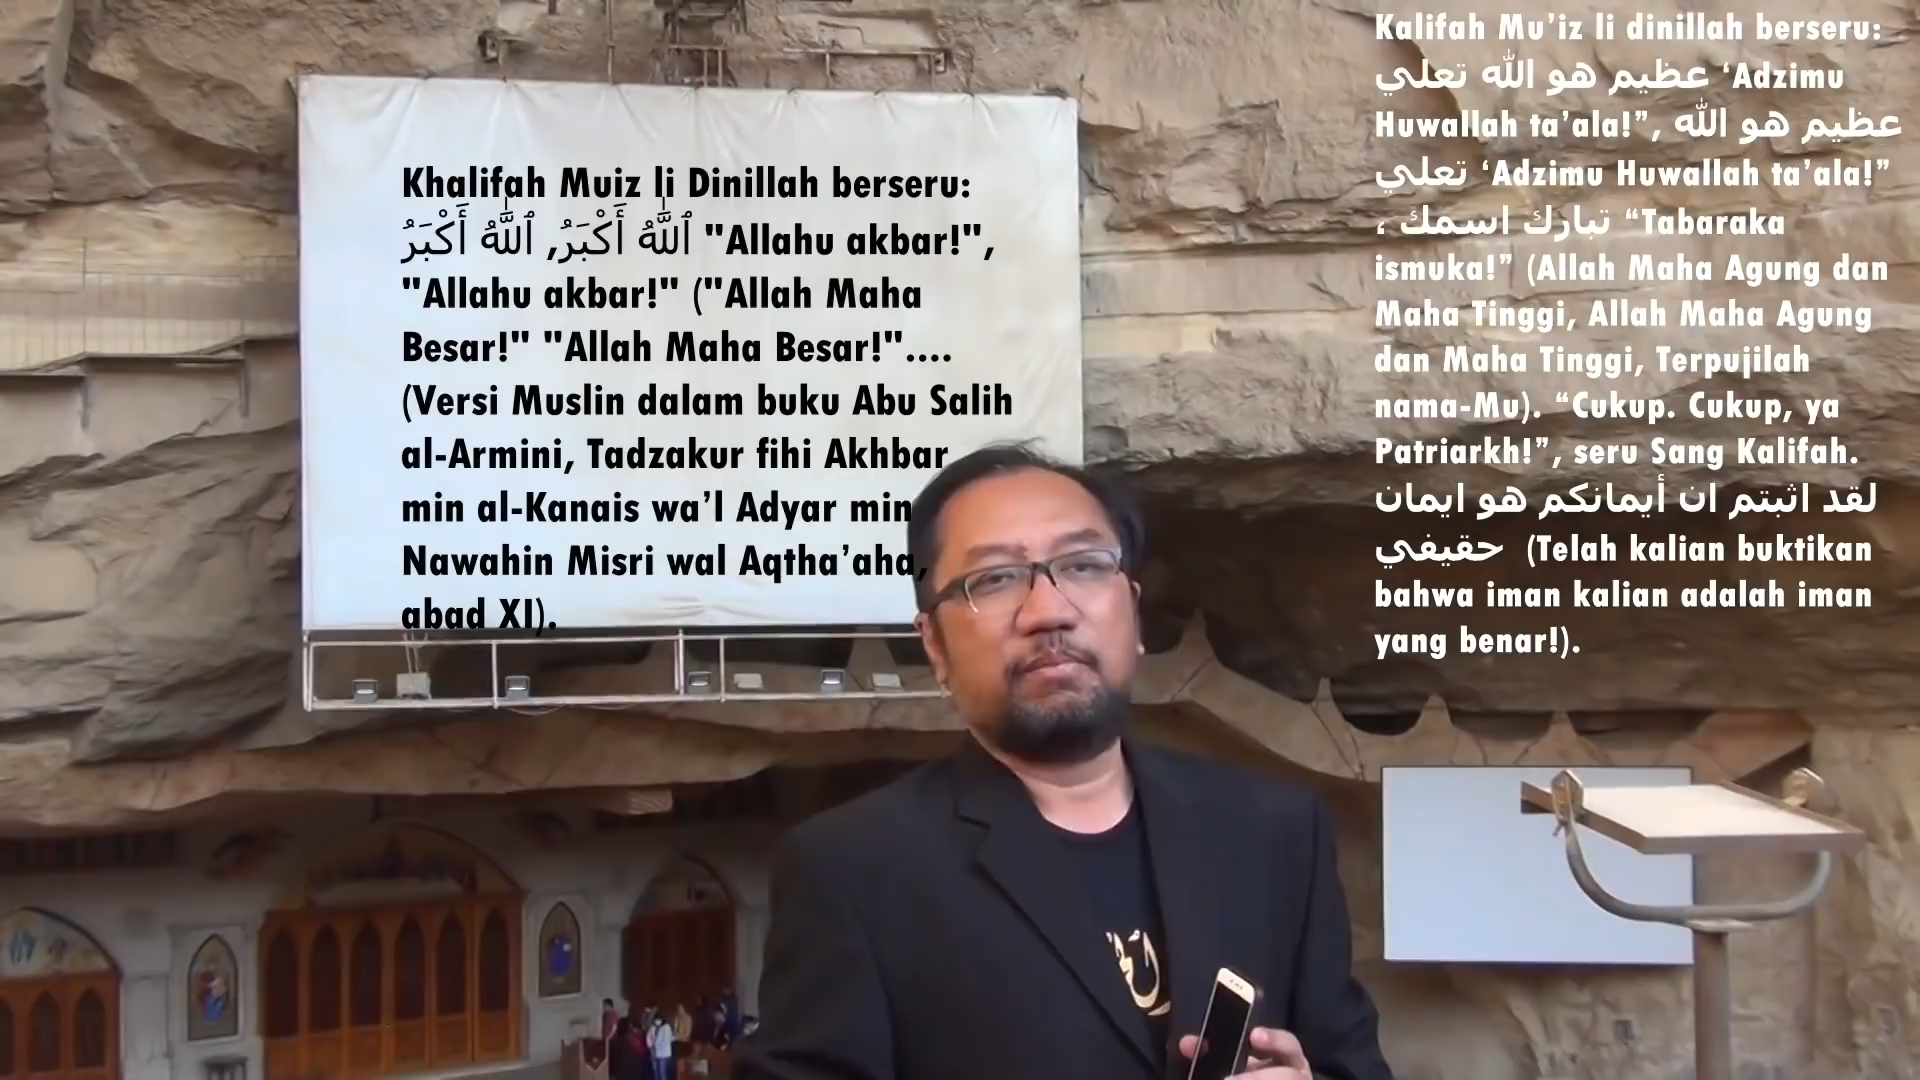 Khalifah Muiz li Dinillah berseru:
ٱللَّٰهُ أَكْبَرُ, ٱللَّٰهُ أَكْبَرُ "Allahu akbar!",
"Allahu akbar!" ("Allah Maha
Besar!" "Allah Maha Besar!"....
(Versi Muslin dalam buku Abu Salih
al-Armini, Tadzakur fihi Akhbar
min al-Kanais wa’l Adyar min
Nawahin Misri wal Aqtha’aha,
abad XI).
Kalifah Mu’iz li dinillah berseru:
عظيم هو الله تعلي ‘Adzimu
Huwallah ta’ala!”, عظيم هو الله
تعلي ‘Adzimu Huwallah ta’ala!”
تبارك اسمك ، “Tabaraka
ismuka!” (Allah Maha Agung dan
Maha Tinggi, Allah Maha Agung
dan Maha Tinggi, Terpujilah
nama-Mu). “Cukup. Cukup, ya
Patriarkh!”, seru Sang Kalifah.
لقد اثبتم ان أيمانكم هو ايمان
حقيفي (Telah kalian buktikan
bahwa iman kalian adalah iman
yang benar!).